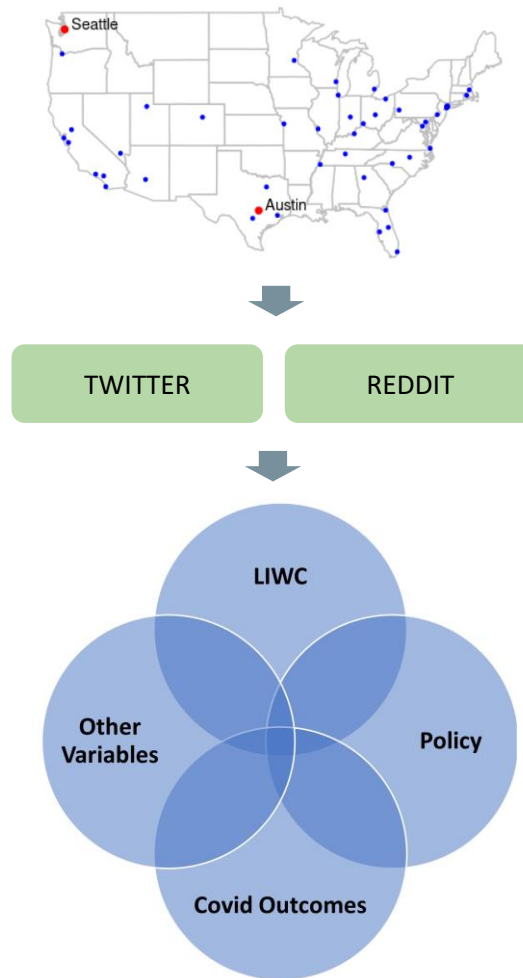 Seattle
Austin
TWITTER
REDDIT
LIWC
Other
Variables
Policy
Covid Outcomes